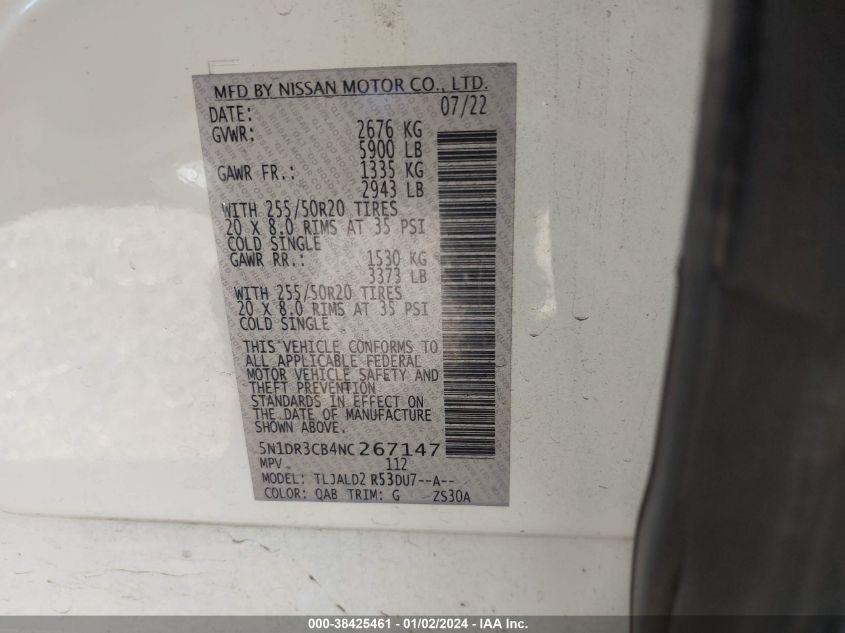 MFD BY NISSAN MOTOR CO., LTD.
DATE: 07/22
GVWR: 2676 KG
5900 LB
GAWR FR.: 1335 KG
2943 LB
WITH 255/50R20 TIRES
20 X 8.0 RIMS AT 35 PSI
COLD SINGLE
GAWR RR.: 1530 KG
3373 LB
WITH 255/50R20 TIRES
20 X 8.0 RIMS AT 35 PSI
COLD SINGLE
THIS VEHICLE CONFORMS TO
ALL APPLICABLE FEDERAL
MOTOR VEHICLE SAFETY AND
THEFT PREVENTION
STANDARDS IN EFFECT ON
THE DATE OF MANUFACTURE
SHOWN ABOVE.
5N1DR3CB4NC267147
MPV 112
MODEL: TLJALD2 R53DU7--A--
COLOR: QAB TRIM: G ZS30A
000-38425461 - 01/02/2024 - IAA Inc.